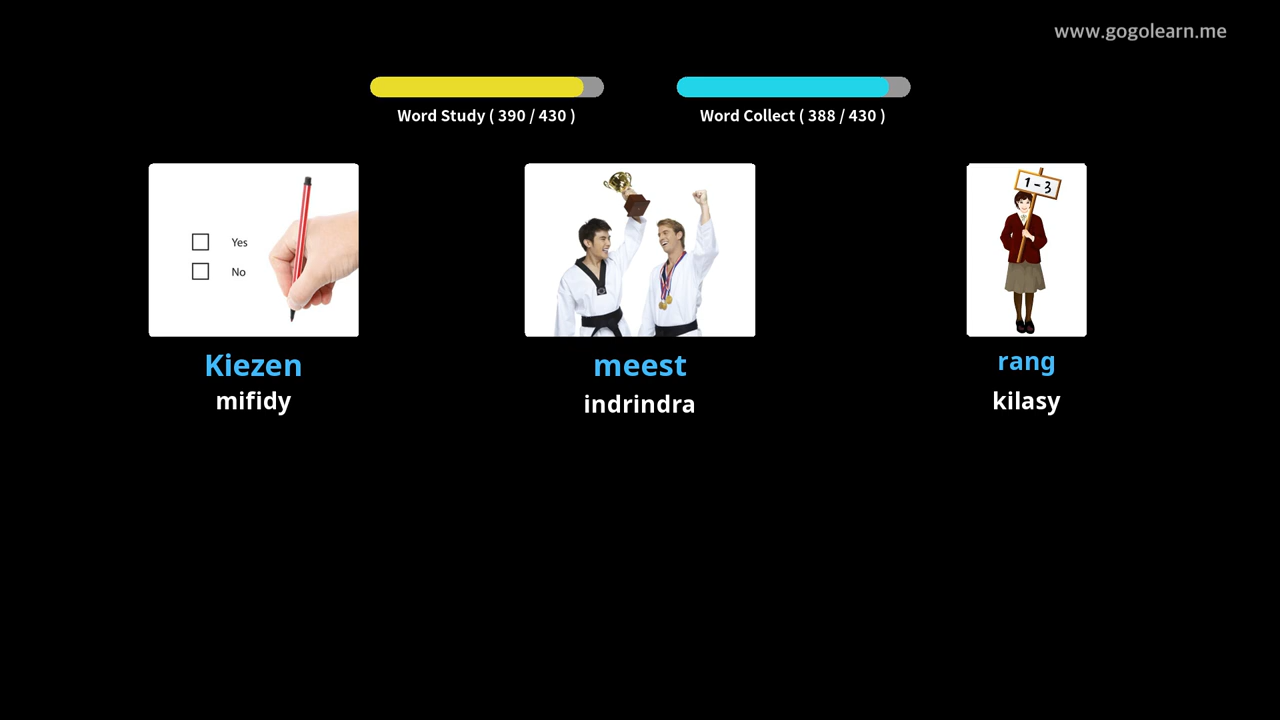 www.gogolearn.me
Word Study ( 390 / 430 )
Word Collect ( 388 / 430 )
Yes
No
1-3
Kiezen
mifidy
meest
indrindra
rang
kilasy